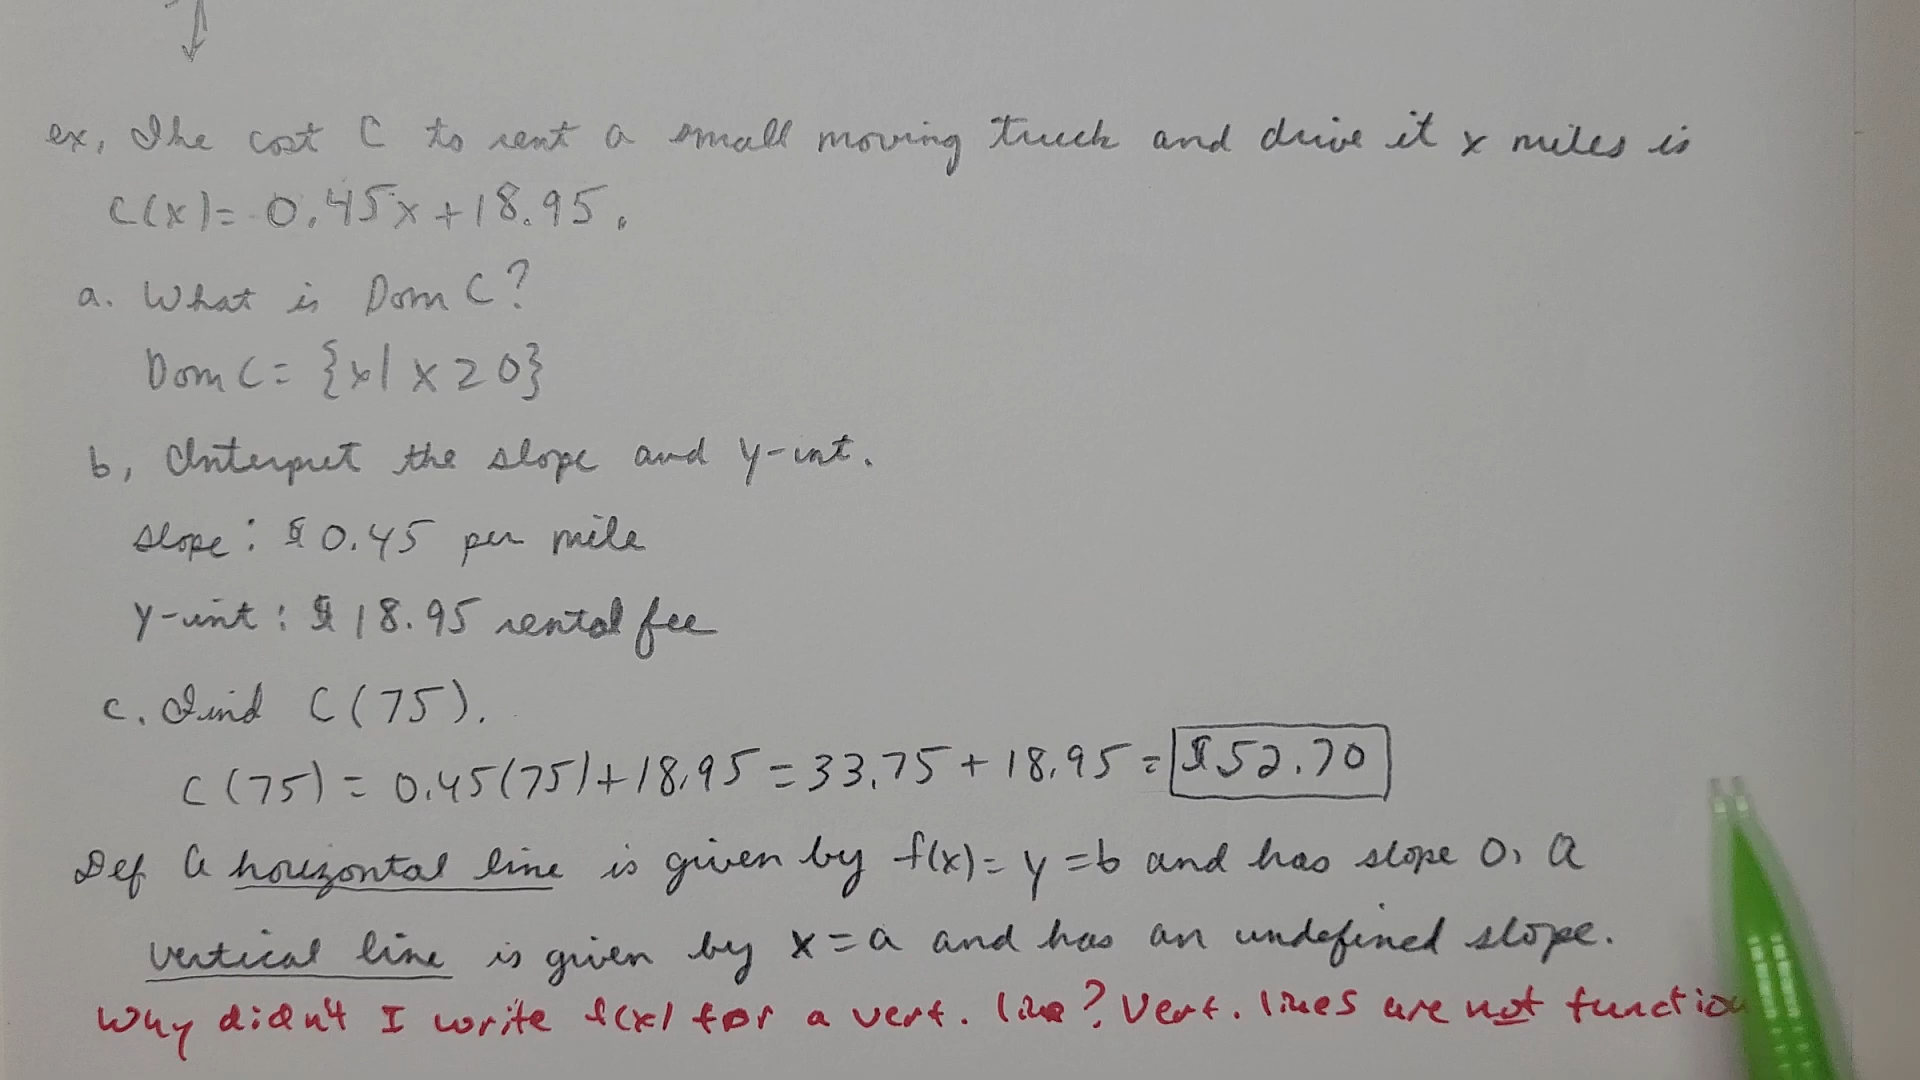 ex. The cost C to rent a small moving truck and drive it x miles is
C(x)= 0.45x+18.95.
a. What is Dom C?
Dom C= {x| x≥0}
b. Interpret the slope and y-int.
slope: $0.45 per mile
y-int: $18.95 rental fee
c. Find C(75).
C(75)= 0.45(75)+18.95=33.75+18.95= $52.70
Def A horizontal line is given by f(x)= y=b and has slope 0. A
vertical line is given by x=a and has an undefined slope.
Why didn't I write f(x) for a vert. line? Vert. lines are not functio